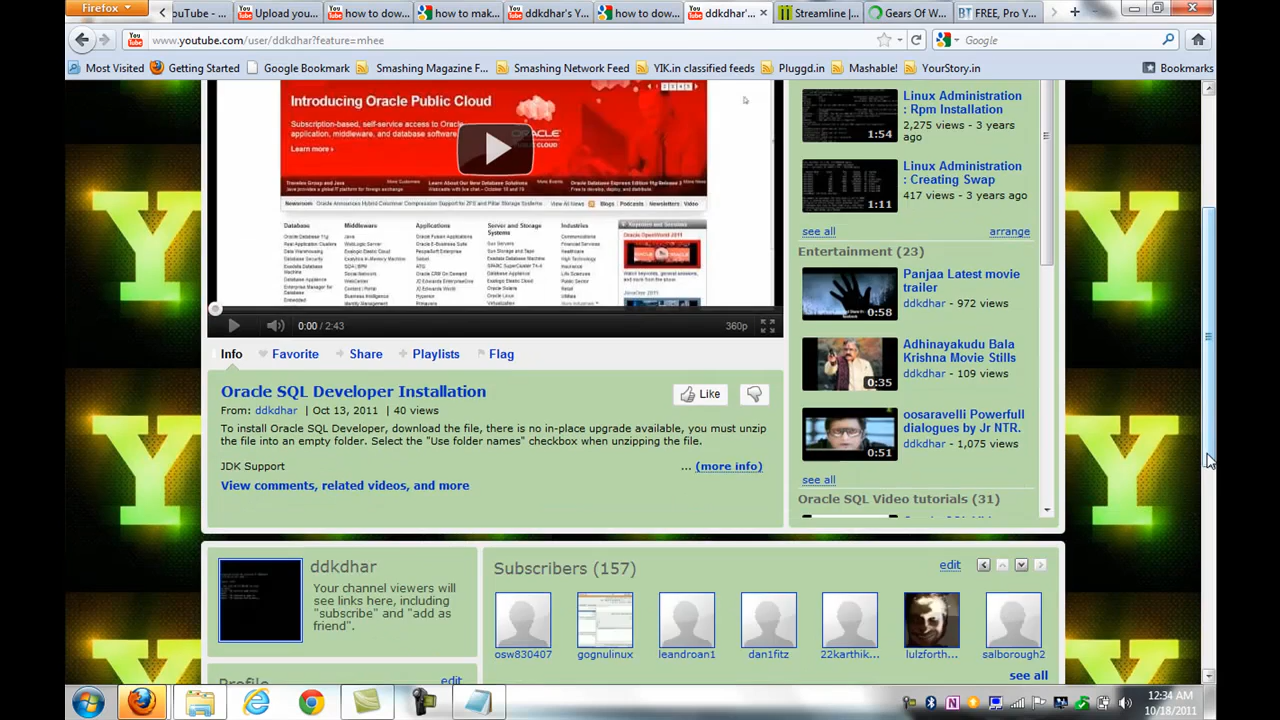 Firefox
ouTube - ...
Upload you...
how to dow...
how to mak...
ddkdhar's Y...
how to dow...
ddkdhar'...
Streamline |...
Gears Of W...
FREE, Pro Y...
www.youtube.com/user/ddkdhar?feature=mhee
Google
Most Visited
Getting Started
Google Bookmark
Smashing Magazine F...
Smashing Network Feed
YIK.in classified feeds
Pluggd.in
Mashable!
YourStory.in
Bookmarks
Introducing Oracle Public Cloud
Subscription-based, self-service access to Oracle
application, middleware, and database software.
Learn more ›
ORACLE
PUBLIC CLOUD
0:00 / 2:43
360p
Info
Favorite
Share
Playlists
Flag
Oracle SQL Developer Installation
Like
From: ddkdhar | Oct 13, 2011 | 40 views
To install Oracle SQL Developer, download the file, there is no in-place upgrade available, you must unzip
the file into an empty folder. Select the "Use folder names" checkbox when unzipping the file.
JDK Support
... (more info)
View comments, related videos, and more
Linux Administration
: Rpm Installation
2,275 views - 3 years
ago
1:54
Linux Administration
: Creating Swap
417 views - 3 years ago
1:11
see all
arrange
Entertainment (23)
Panjaa Latest movie
trailer
ddkdhar - 972 views
0:58
Adhinayakudu Bala
Krishna Movie Stills
ddkdhar - 109 views
0:35
oosaravelli Powerfull
dialogues by Jr NTR.
ddkdhar - 1,075 views
0:51
see all
Oracle SQL Video tutorials (31)
ddkdhar
Your channel viewers will
see links here, including
"subscribe" and "add as
friend".
Profile
edit
Subscribers (157)
edit
osw830407
gognulinux
leandroan1
dan1fitz
22karthik...
lulzforth...
salborough2
see all
12:34 AM
10/18/2011